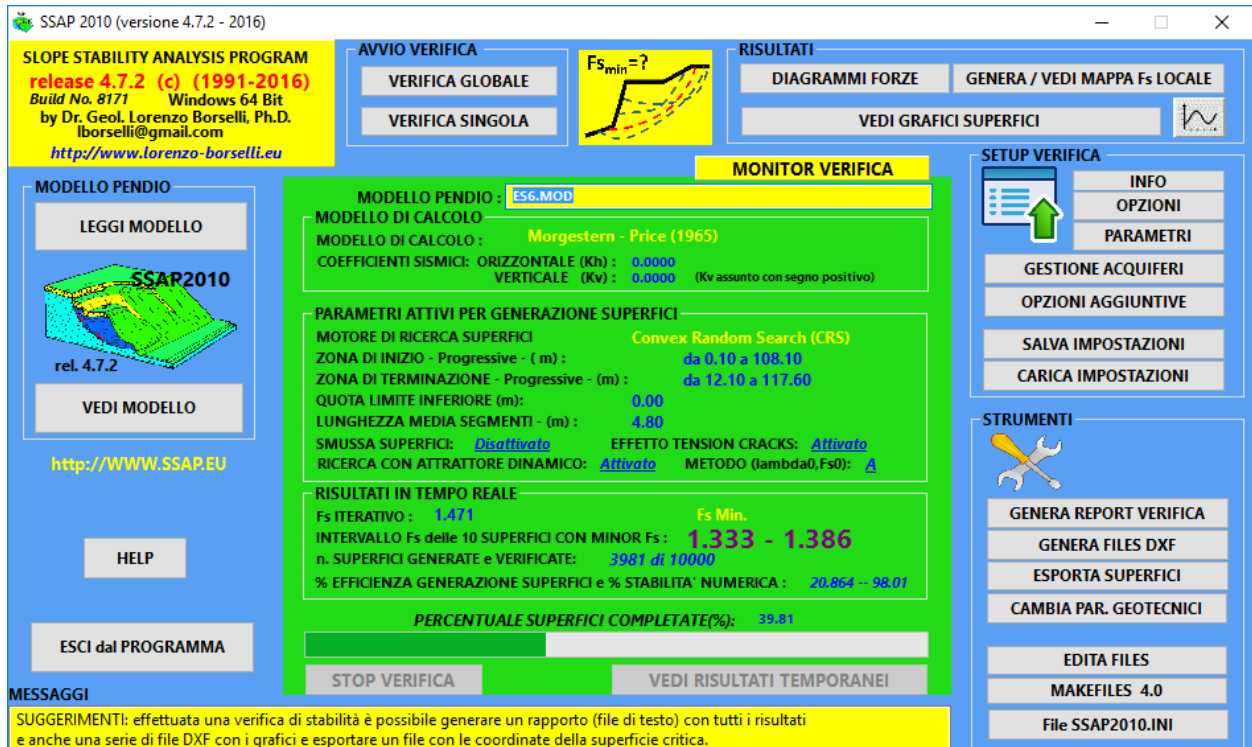 SSAP 2010 (versione 4.7.2 - 2016)
SLOPE STABILITY ANALYSIS PROGRAM
release 4.7.2 (c) (1991-2016)
Build No. 8171 Windows 64 Bit
by Dr. Geol. Lorenzo Borselli, Ph.D.
lborselli@gmail.com
http://www.lorenzo-borselli.eu
AVVIO VERIFICA
VERIFICA GLOBALE
VERIFICA SINGOLA
Fsmin=?
RISULTATI
DIAGRAMMI FORZE
GENERA / VEDI MAPPA Fs LOCALE
VEDI GRAFICI SUPERFICI
MODELLO PENDIO
LEGGI MODELLO
SSAP2010
rel. 4.7.2
VEDI MODELLO
http://WWW.SSAP.EU
HELP
ESCI dal PROGRAMMA
MONITOR VERIFICA
MODELLO PENDIO : ES6.MOD
MODELLO DI CALCOLO
MODELLO DI CALCOLO : Morgestern - Price (1965)
COEFFICIENTI SISMICI: ORIZZONTALE (Kh) : 0.0000
VERTICALE (Kv) : 0.0000 (Kv assunto con segno positivo)
PARAMETRI ATTIVI PER GENERAZIONE SUPERFICI
MOTORE DI RICERCA SUPERFICI Convex Random Search (CRS)
ZONA DI INIZIO - Progressive - ( m) : da 0.10 a 108.10
ZONA DI TERMINAZIONE - Progressive - (m) : da 12.10 a 117.60
QUOTA LIMITE INFERIORE (m): 0.00
LUNGHEZZA MEDIA SEGMENTI - (m) : 4.80
SMUSSA SUPERFICI: Disattivato EFFETTO TENSION CRACKS: Attivato
RICERCA CON ATTRATTORE DINAMICO: Attivato METODO (lambda0,Fs0): A
RISULTATI IN TEMPO REALE
Fs ITERATIVO : 1.471 Fs Min.
INTERVALLO Fs delle 10 SUPERFICI CON MINOR Fs : 1.333 - 1.386
n. SUPERFICI GENERATE e VERIFICATE: 3981 di 10000
% EFFICIENZA GENERAZIONE SUPERFICI e % STABILITA' NUMERICA : 20.864 -- 98.01
PERCENTUALE SUPERFICI COMPLETATE(%): 39.81
STOP VERIFICA
VEDI RISULTATI TEMPORANEI
SETUP VERIFICA
INFO
OPZIONI
PARAMETRI
GESTIONE ACQUIFERI
OPZIONI AGGIUNTIVE
SALVA IMPOSTAZIONI
CARICA IMPOSTAZIONI
STRUMENTI
GENERA REPORT VERIFICA
GENERA FILES DXF
ESPORTA SUPERFICI
CAMBIA PAR. GEOTECNICI
EDITA FILES
MAKEFILES 4.0
File SSAP2010.INI
MESSAGGI
SUGGERIMENTI: effettuata una verifica di stabilità è possibile generare un rapporto (file di testo) con tutti i risultati
e anche una serie di file DXF con i grafici e esportare un file con le coordinate della superficie critica.